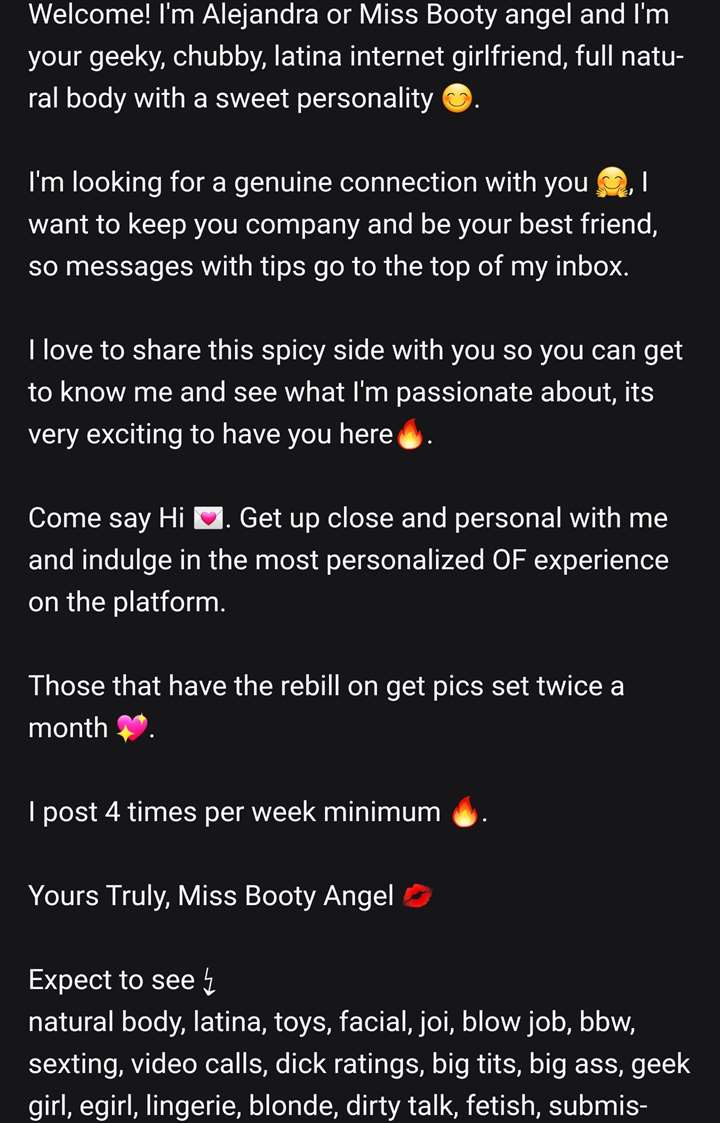 Welcome! I'm Alejandra or Miss Booty angel and I'm
your geeky, chubby, latina internet girlfriend, full natu-
ral body with a sweet personality 😊.
I'm looking for a genuine connection with you 🤗, I
want to keep you company and be your best friend,
so messages with tips go to the top of my inbox.
I love to share this spicy side with you so you can get
to know me and see what I'm passionate about, its
very exciting to have you here🔥.
Come say Hi 💌. Get up close and personal with me
and indulge in the most personalized OF experience
on the platform.
Those that have the rebill on get pics set twice a
month 💖.
I post 4 times per week minimum 🔥.
Yours Truly, Miss Booty Angel 💋
Expect to see ↯
natural body, latina, toys, facial, joi, blow job, bbw,
sexting, video calls, dick ratings, big tits, big ass, geek
girl, egirl, lingerie, blonde, dirty talk, fetish, submis-